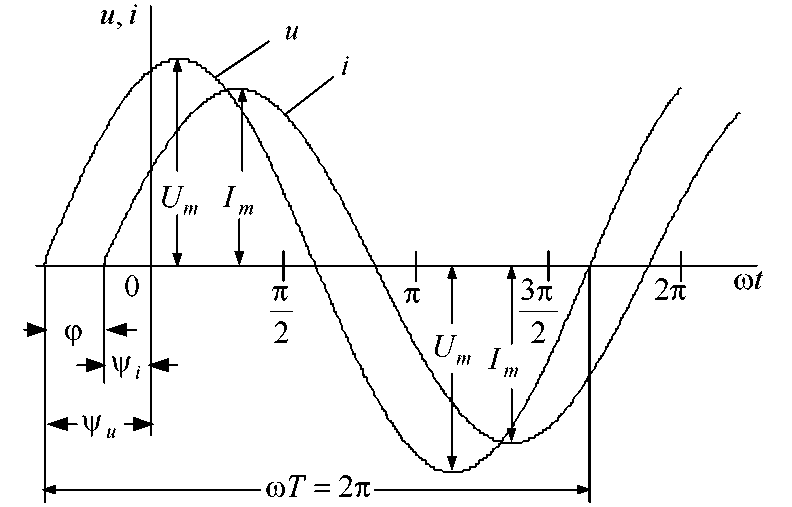 u, i
u
i
U_m I_m
0 π/2 π 3π/2 2π ωt
φ
U_m I_m
ψ_i
ψ_u
ωT = 2π